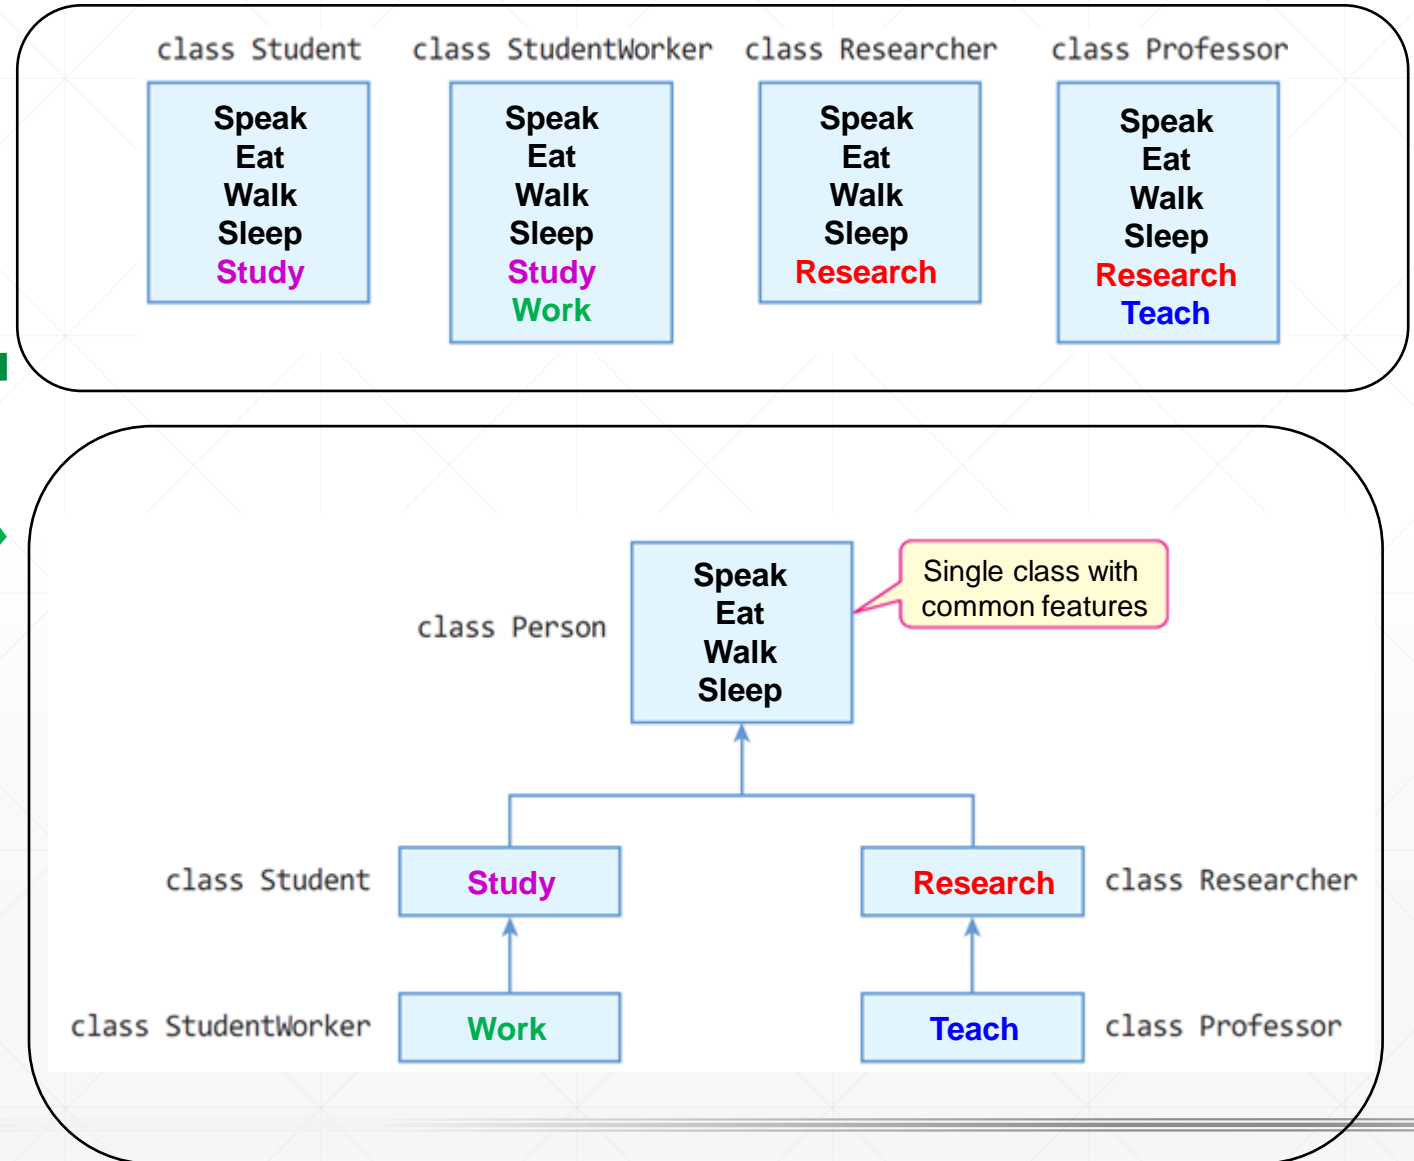 class Student
class StudentWorker
class Researcher
class Professor
Speak
Eat
Walk
Sleep
Study
Speak
Eat
Walk
Sleep
Study
Work
Speak
Eat
Walk
Sleep
Research
Speak
Eat
Walk
Sleep
Research
Teach
class Person
Speak
Eat
Walk
Sleep
Single class with
common features
class Student
Study
Research
class Researcher
class StudentWorker
Work
Teach
class Professor